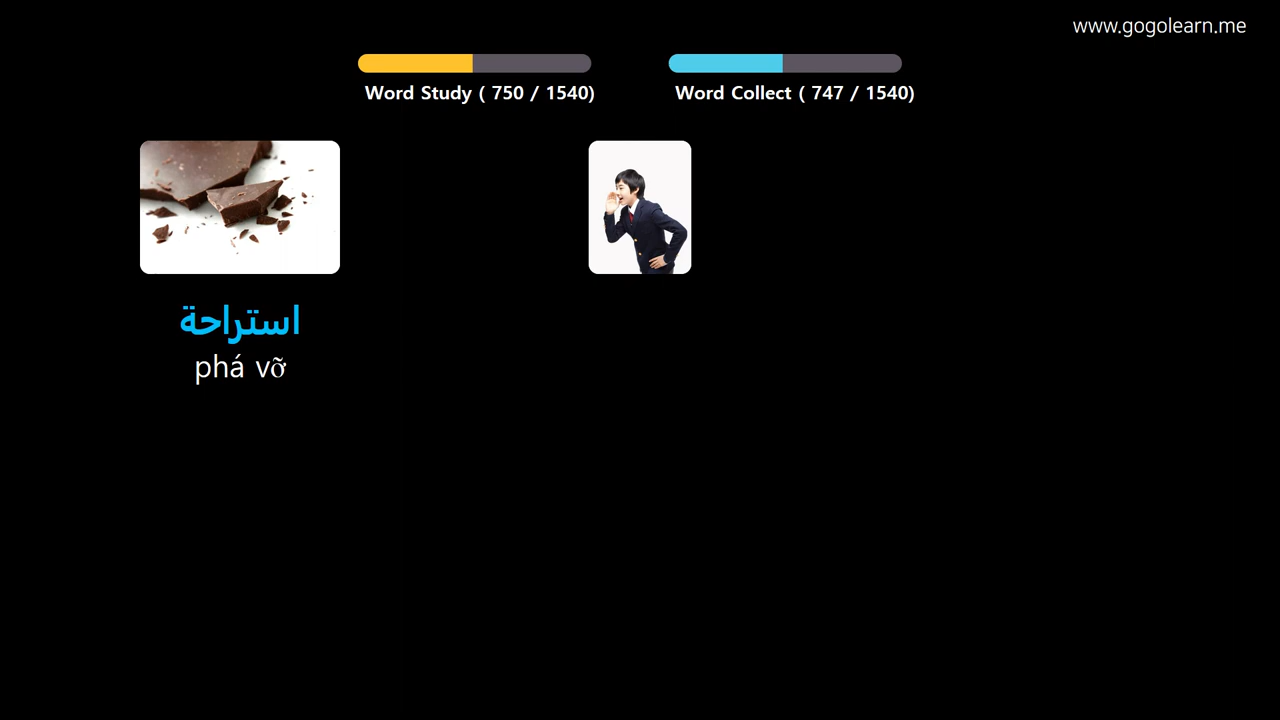 www.gogolearn.me
Word Study ( 750 / 1540)
Word Collect ( 747 / 1540)
استراحة
phá vỡ